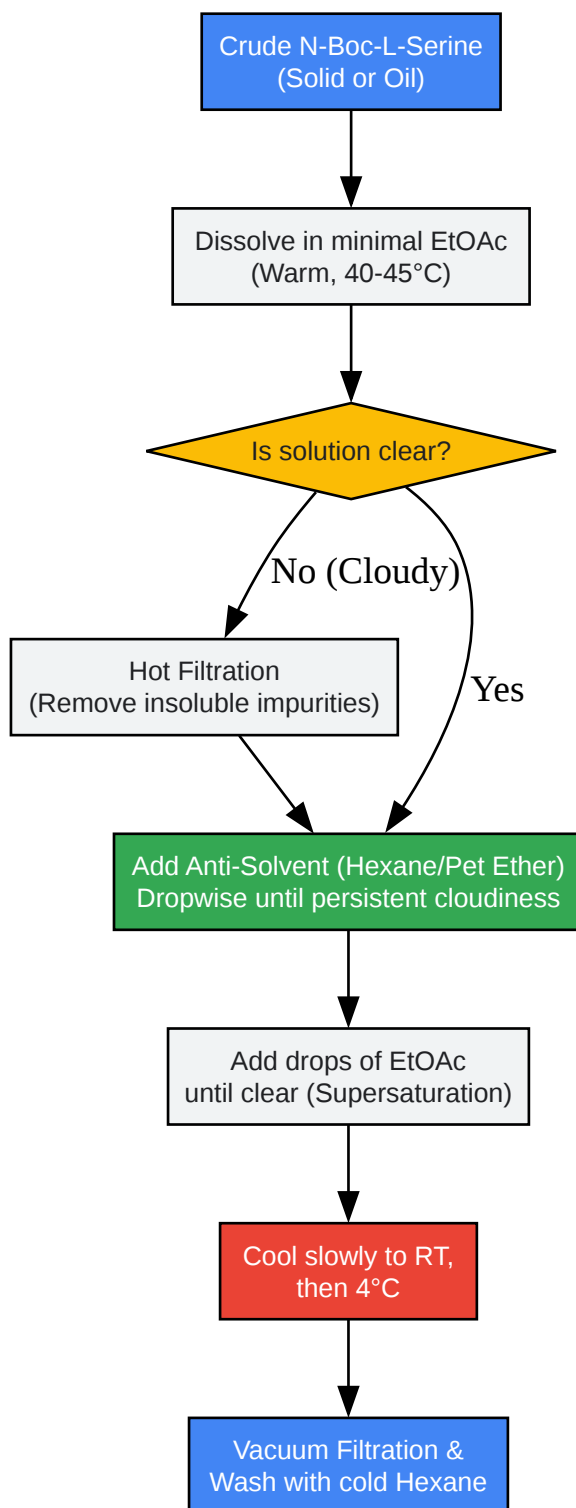 Crude N-Boc-L-Serine
(Solid or Oil)
Dissolve in minimal EtOAc
(Warm, 40-45°C)
Is solution clear?
No (Cloudy)
Hot Filtration
(Remove insoluble impurities)
Yes
Add Anti-Solvent (Hexane/Pet Ether)
Dropwise until persistent cloudiness
Add drops of EtOAc
until clear (Supersaturation)
Cool slowly to RT,
then 4°C
Vacuum Filtration &
Wash with cold Hexane